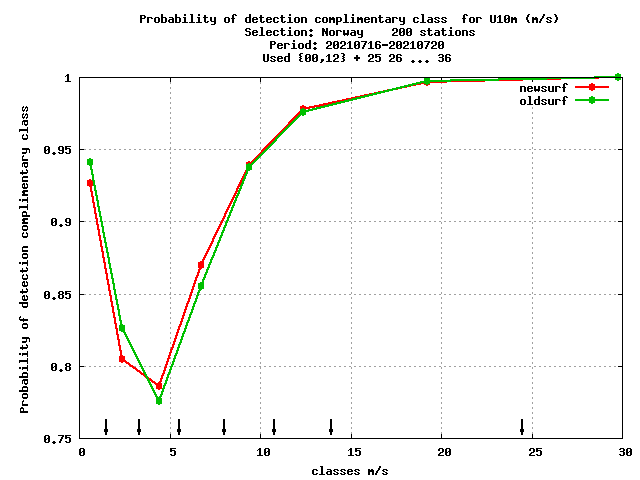 Probability of detection complimentary class  for U10m (m/s)
Selection: Norway    200 stations
Period: 20210716-20210720
Used {00,12} + 25 26 ... 36
newsurf
oldsurf
Probability of detection complimentary class
1
0.95
0.9
0.85
0.8
0.75
0 5 10 15 20 25 30
classes m/s